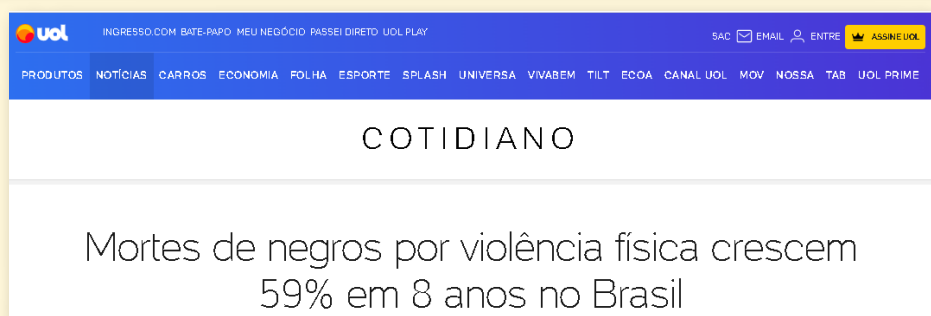 uol INGRESSO.COM BATE-PAPO MEU NEGÓCIO PASSEI DIRETO UOL PLAY SAC EMAIL ENTRE ASSINE UOL
PRODUTOS NOTÍCIAS CARROS ECONOMIA FOLHA ESPORTE SPLASH UNIVERSA VIVABEM TILT ECOA CANAL UOL MOV NOSSA TAB UOL PRIME
COTIDIANO
Mortes de negros por violência física crescem
59% em 8 anos no Brasil